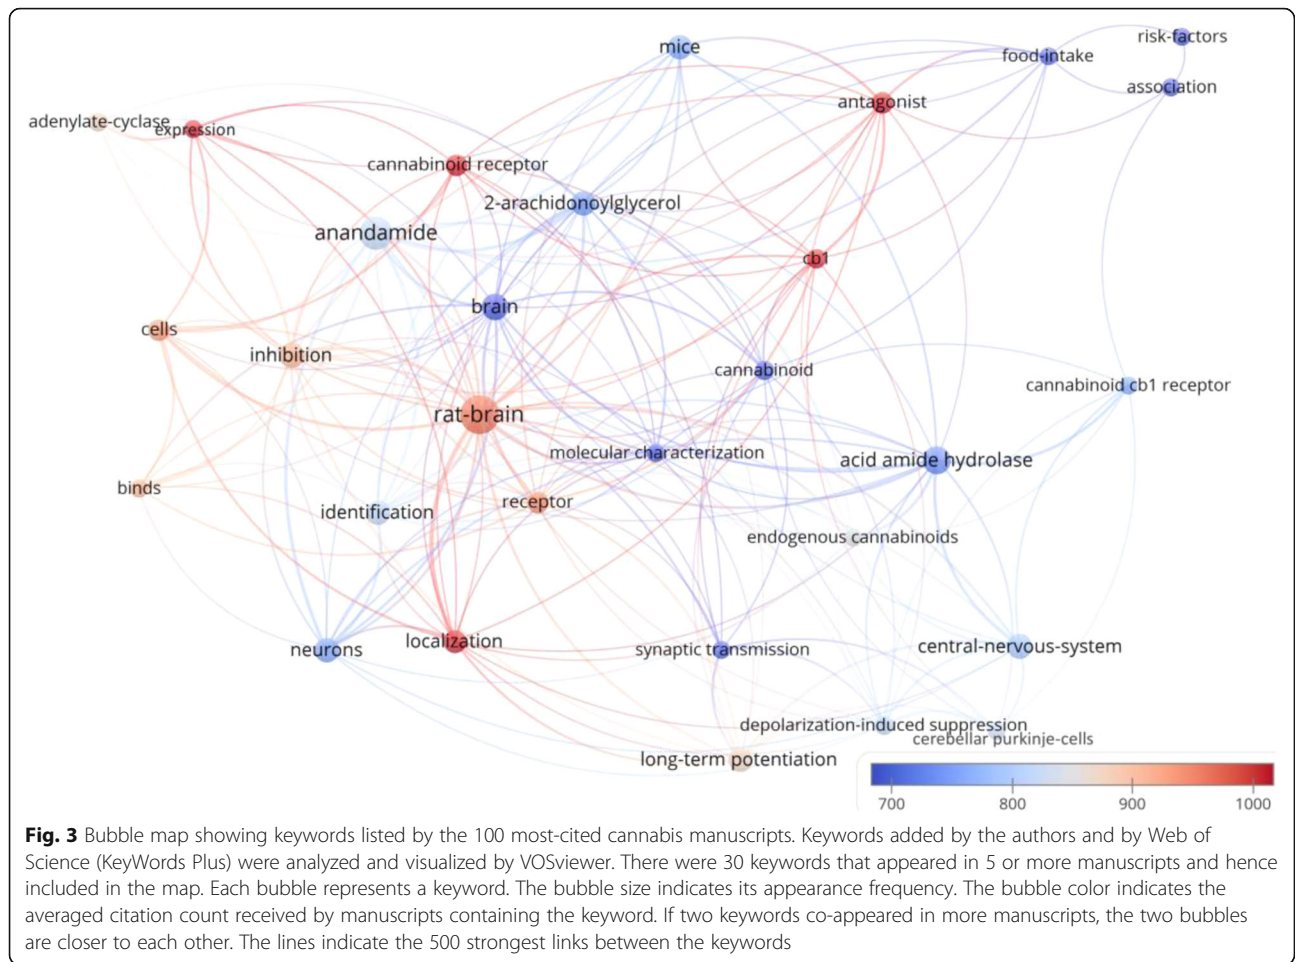 risk-factors
mice
food-intake
association
antagonist
adenylate-cyclase
expression
cannabinoid receptor
2-arachidonoylglycerol
anandamide
cb1
brain
cells
inhibition
cannabinoid
cannabinoid cb1 receptor
rat-brain
molecular characterization
acid amide hydrolase
binds
receptor
identification
endogenous cannabinoids
localization
neurons
synaptic transmission
central-nervous-system
depolarization-induced suppression
cerebellar purkinje-cells
long-term potentiation
700 800 900 1000
Fig. 3 Bubble map showing keywords listed by the 100 most-cited cannabis manuscripts. Keywords added by the authors and by Web of
Science (KeyWords Plus) were analyzed and visualized by VOSviewer. There were 30 keywords that appeared in 5 or more manuscripts and hence
included in the map. Each bubble represents a keyword. The bubble size indicates its appearance frequency. The bubble color indicates the
averaged citation count received by manuscripts containing the keyword. If two keywords co-appeared in more manuscripts, the two bubbles
are closer to each other. The lines indicate the 500 strongest links between the keywords